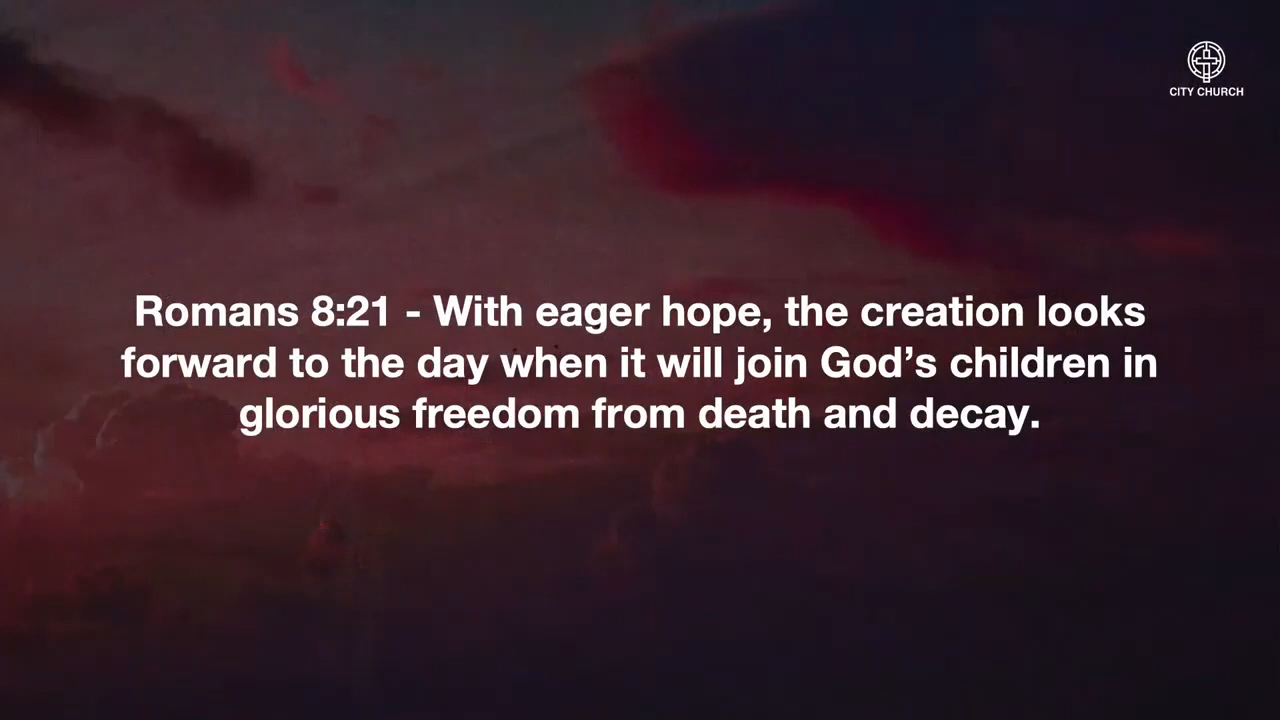 CITY CHURCH
Romans 8:21 - With eager hope, the creation looks
forward to the day when it will join God’s children in
glorious freedom from death and decay.